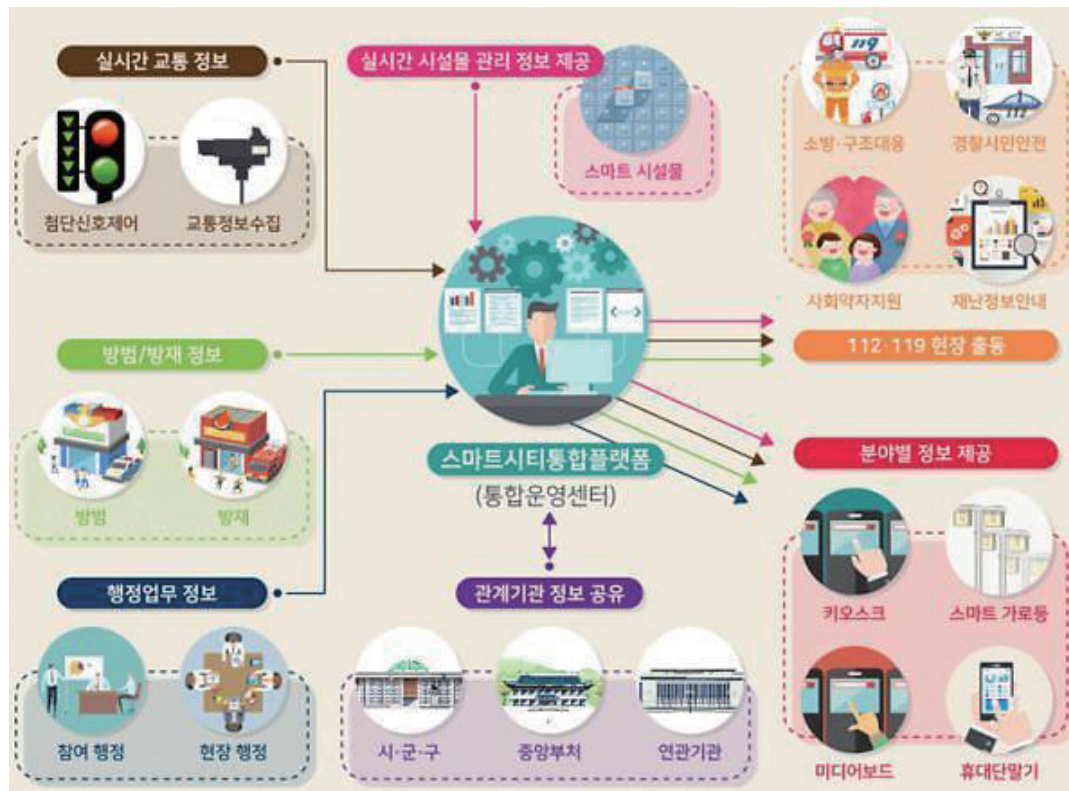 실시간 교통 정보
첨단신호제어
교통정보수집
실시간 시설물 관리 정보 제공
스마트 시설물
119
소방·구조대응
경찰시민안전
사회약자지원
재난정보안내
112·119 현장 출동
방범/방재 정보
방범
방재
스마트시티통합플랫폼
(통합운영센터)
분야별 정보 제공
키오스크
스마트 가로등
미디어보드
휴대단말기
행정업무 정보
참여 행정
현장 행정
관계기관 정보 공유
시·군·구
중앙부처
연관기관